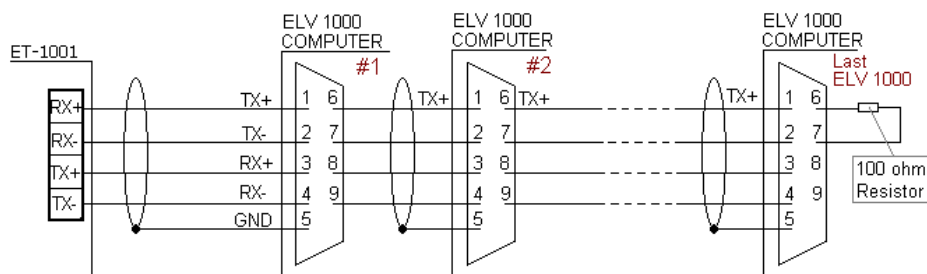 ET-1001
RX+
RX-
TX+
TX-
TX+
TX-
RX+
RX-
GND
ELV 1000
COMPUTER
#1
1 6
2 7
3 8
4 9
5
TX+
ELV 1000
COMPUTER
#2
1 6
2 7
3 8
4 9
5
TX+
TX+
ELV 1000
COMPUTER
Last
ELV 1000
1 6
2 7
3 8
4 9
5
100 ohm
Resistor